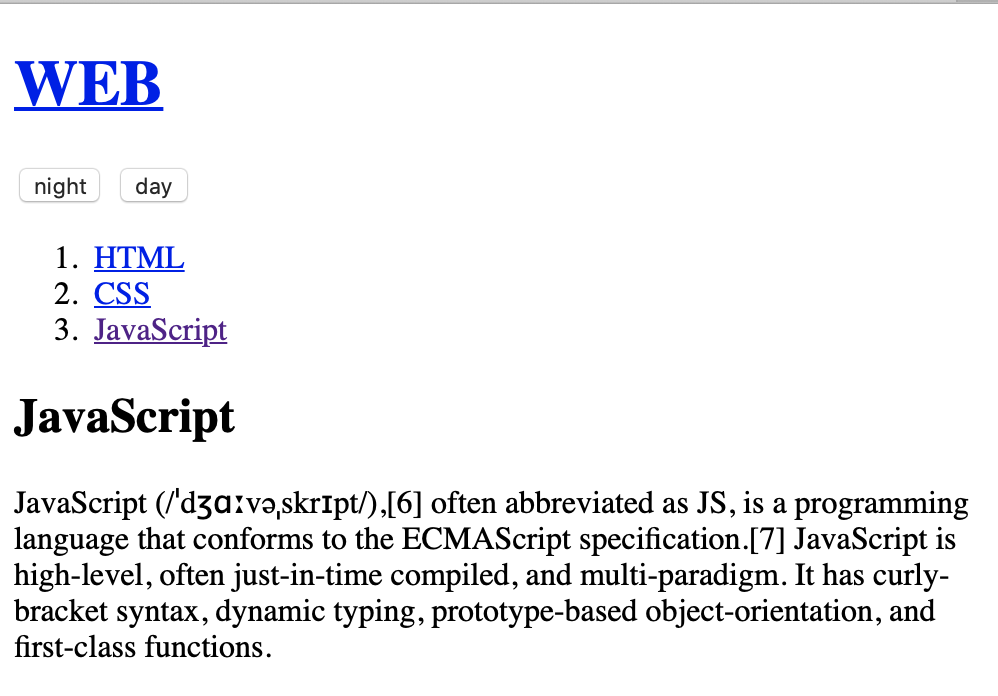 WEB
night day
1. HTML
2. CSS
3. JavaScript
JavaScript
JavaScript (/ˈdʒɑːvəˌskrɪpt/),[6] often abbreviated as JS, is a programming
language that conforms to the ECMAScript specification.[7] JavaScript is
high-level, often just-in-time compiled, and multi-paradigm. It has curly-
bracket syntax, dynamic typing, prototype-based object-orientation, and
first-class functions.